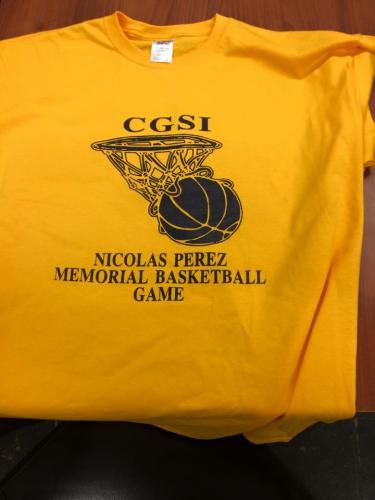 CGSI
NICOLAS PEREZ
MEMORIAL BASKETBALL
GAME